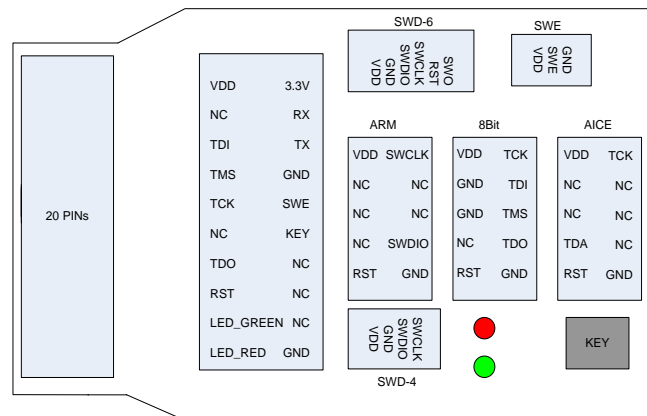 SWD-6
SWE
VDD
GND
SWDIO
SWCLK
RST
SWO
VDD
SWE
GND
20 PINs
VDD 3.3V
NC RX
TDI TX
TMS GND
TCK SWE
NC KEY
TDO NC
RST NC
LED_GREEN NC
LED_RED GND
ARM
VDD SWCLK
NC NC
NC NC
NC SWDIO
RST GND
8Bit
VDD TCK
GND TDI
GND TMS
NC TDO
RST GND
AICE
VDD TCK
NC NC
NC NC
TDA NC
RST GND
VDD
GND
SWDIO
SWCLK
SWD-4
KEY